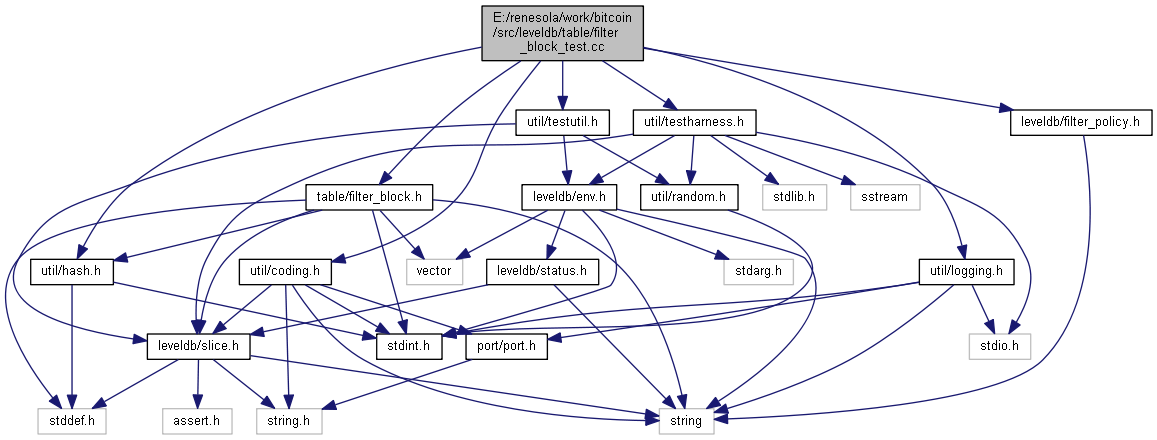 E:/renesola/work/bitcoin
/src/leveldb/table/filter
_block_test.cc
util/testutil.h
util/testharness.h
leveldb/filter_policy.h
table/filter_block.h
leveldb/env.h
util/random.h
stdlib.h
sstream
util/hash.h
util/coding.h
vector
leveldb/status.h
stdarg.h
util/logging.h
leveldb/slice.h
stdint.h
port/port.h
stdio.h
stddef.h
assert.h
string.h
string